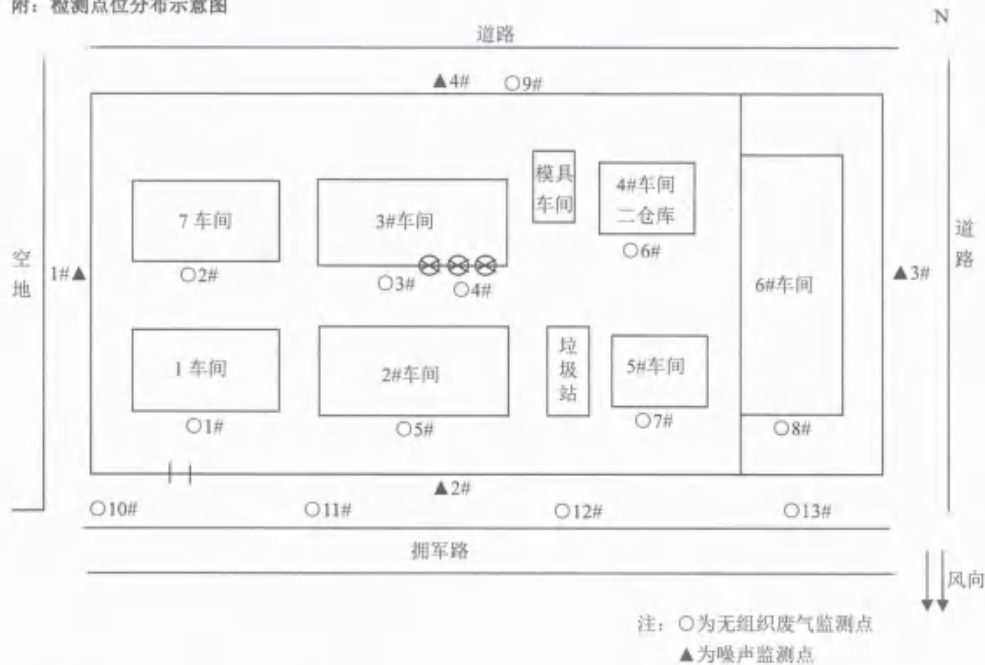 附：检测点位分布示意图
N
道路
▲4#
○9#
模具
车间
4#车间
二仓库
7 车间
3#车间
空
地
道
路
1#▲
○2#
○3#
○4#
○6#
6#车间
▲3#
1 车间
2#车间
垃
圾
站
5#车间
○1#
○5#
○7#
○8#
▲2#
○10#
○11#
○12#
○13#
拥军路
风向
注：○为无组织废气监测点
▲为噪声监测点